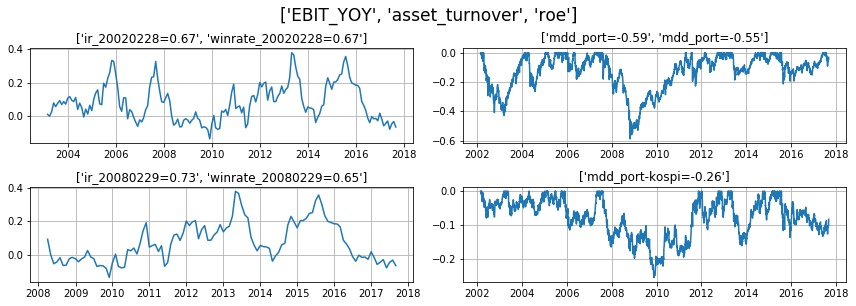 ['EBIT_YOY', 'asset_turnover', 'roe']
['ir_20020228=0.67', 'winrate_20020228=0.67']
0.4
0.2
0.0
2004 2006 2008 2010 2012 2014 2016 2018
['mdd_port=-0.59', 'mdd_port=-0.55']
0.0
−0.2
−0.4
−0.6
2002 2004 2006 2008 2010 2012 2014 2016 2018
['ir_20080229=0.73', 'winrate_20080229=0.65']
0.4
0.2
0.0
2008 2009 2010 2011 2012 2013 2014 2015 2016 2017 2018
['mdd_port-kospi=-0.26']
0.0
−0.1
−0.2
2002 2004 2006 2008 2010 2012 2014 2016 2018